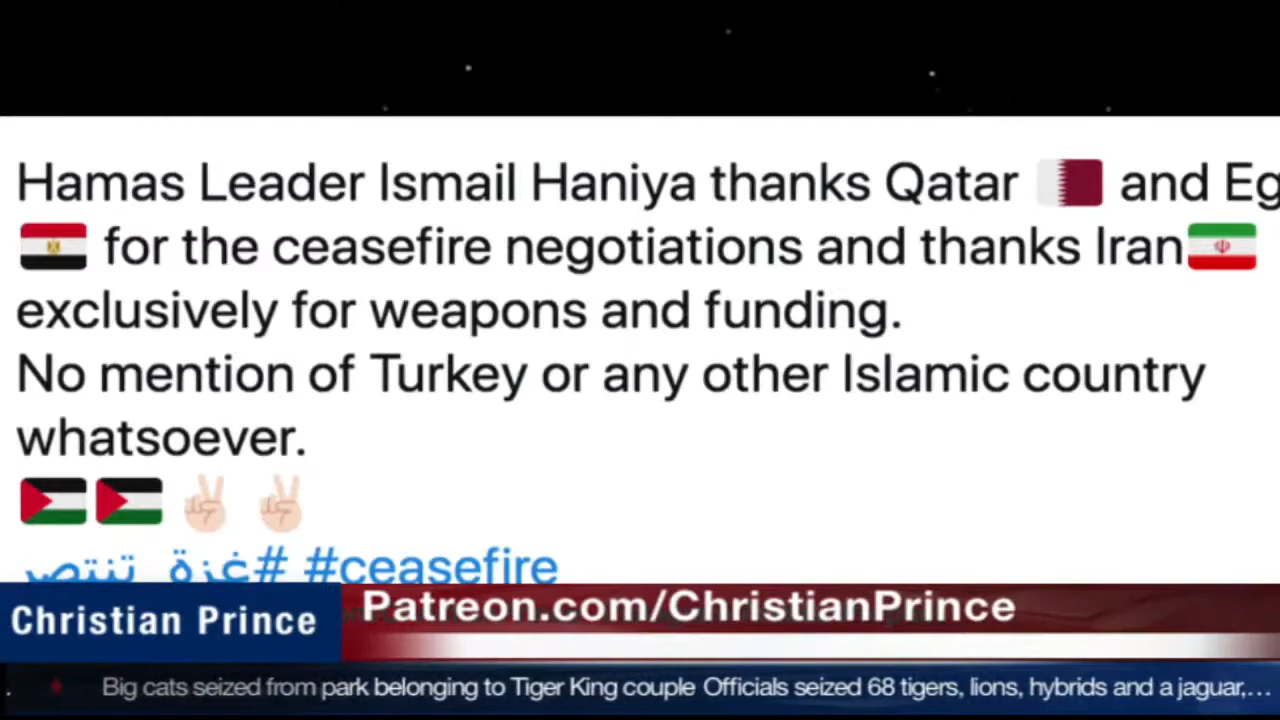 Hamas Leader Ismail Haniya thanks Qatar 🇶🇦 and Eg
🇪🇬 for the ceasefire negotiations and thanks Iran🇮🇷
exclusively for weapons and funding.
No mention of Turkey or any other Islamic country
whatsoever.
🇵🇸🇵🇸✌🏻✌🏻
#غزة_تنتصر #ceasefire
Christian Prince
Patreon.com/ChristianPrince
Big cats seized from park belonging to Tiger King couple Officials seized 68 tigers, lions, hybrids and a jaguar,…